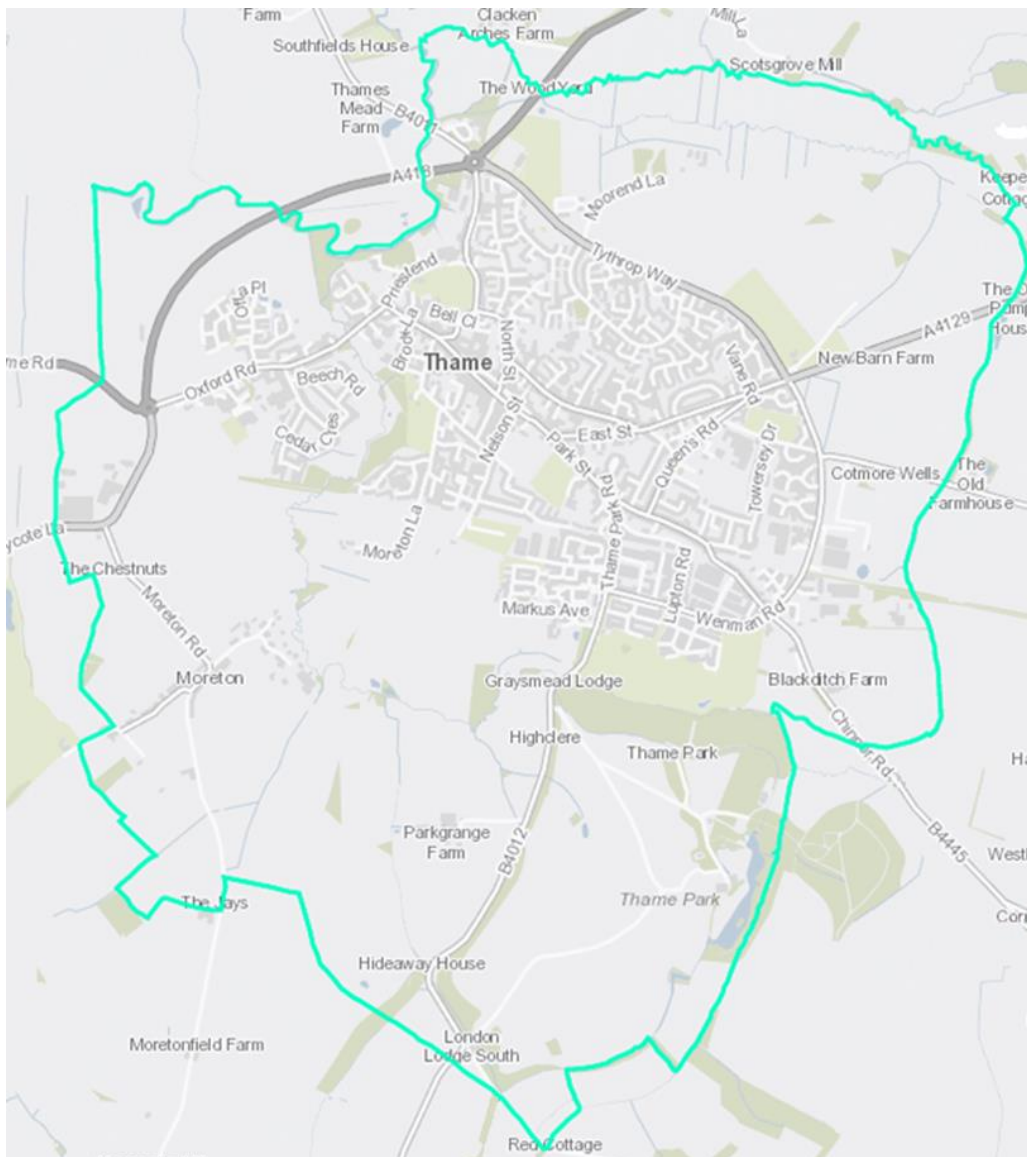 Farm
Clacken
Arches Farm
Mill La
Southfields House
Scotsgrove Mill
The Wood Yard
Thames
Mead
Farm
B4011
A418
Moorend La
Tythrop Way
Priestend
Offa Pl
Bell Cl
Brook La
North St
Thame
Oxford Rd
Beech Rd
Cedar Cres
Nelson St
Park St
East St
Queen's Rd
Vane Rd
New Barn Farm
A4129
Towersey Dr
Cotmore Wells
The
Old
Farmhouse
Moreton La
Thame Park Rd
Lupton Rd
Markus Ave
Wenman Rd
The Chestnuts
Moreton Rd
Moreton
Graysmead Lodge
Blackditch Farm
Highclere
Thame Park
Chinnor Rd
Parkgrange
Farm
B4012
B4445
Thame Park
The Jays
Hideaway House
London
Lodge South
Moretonfield Farm
Red Cottage